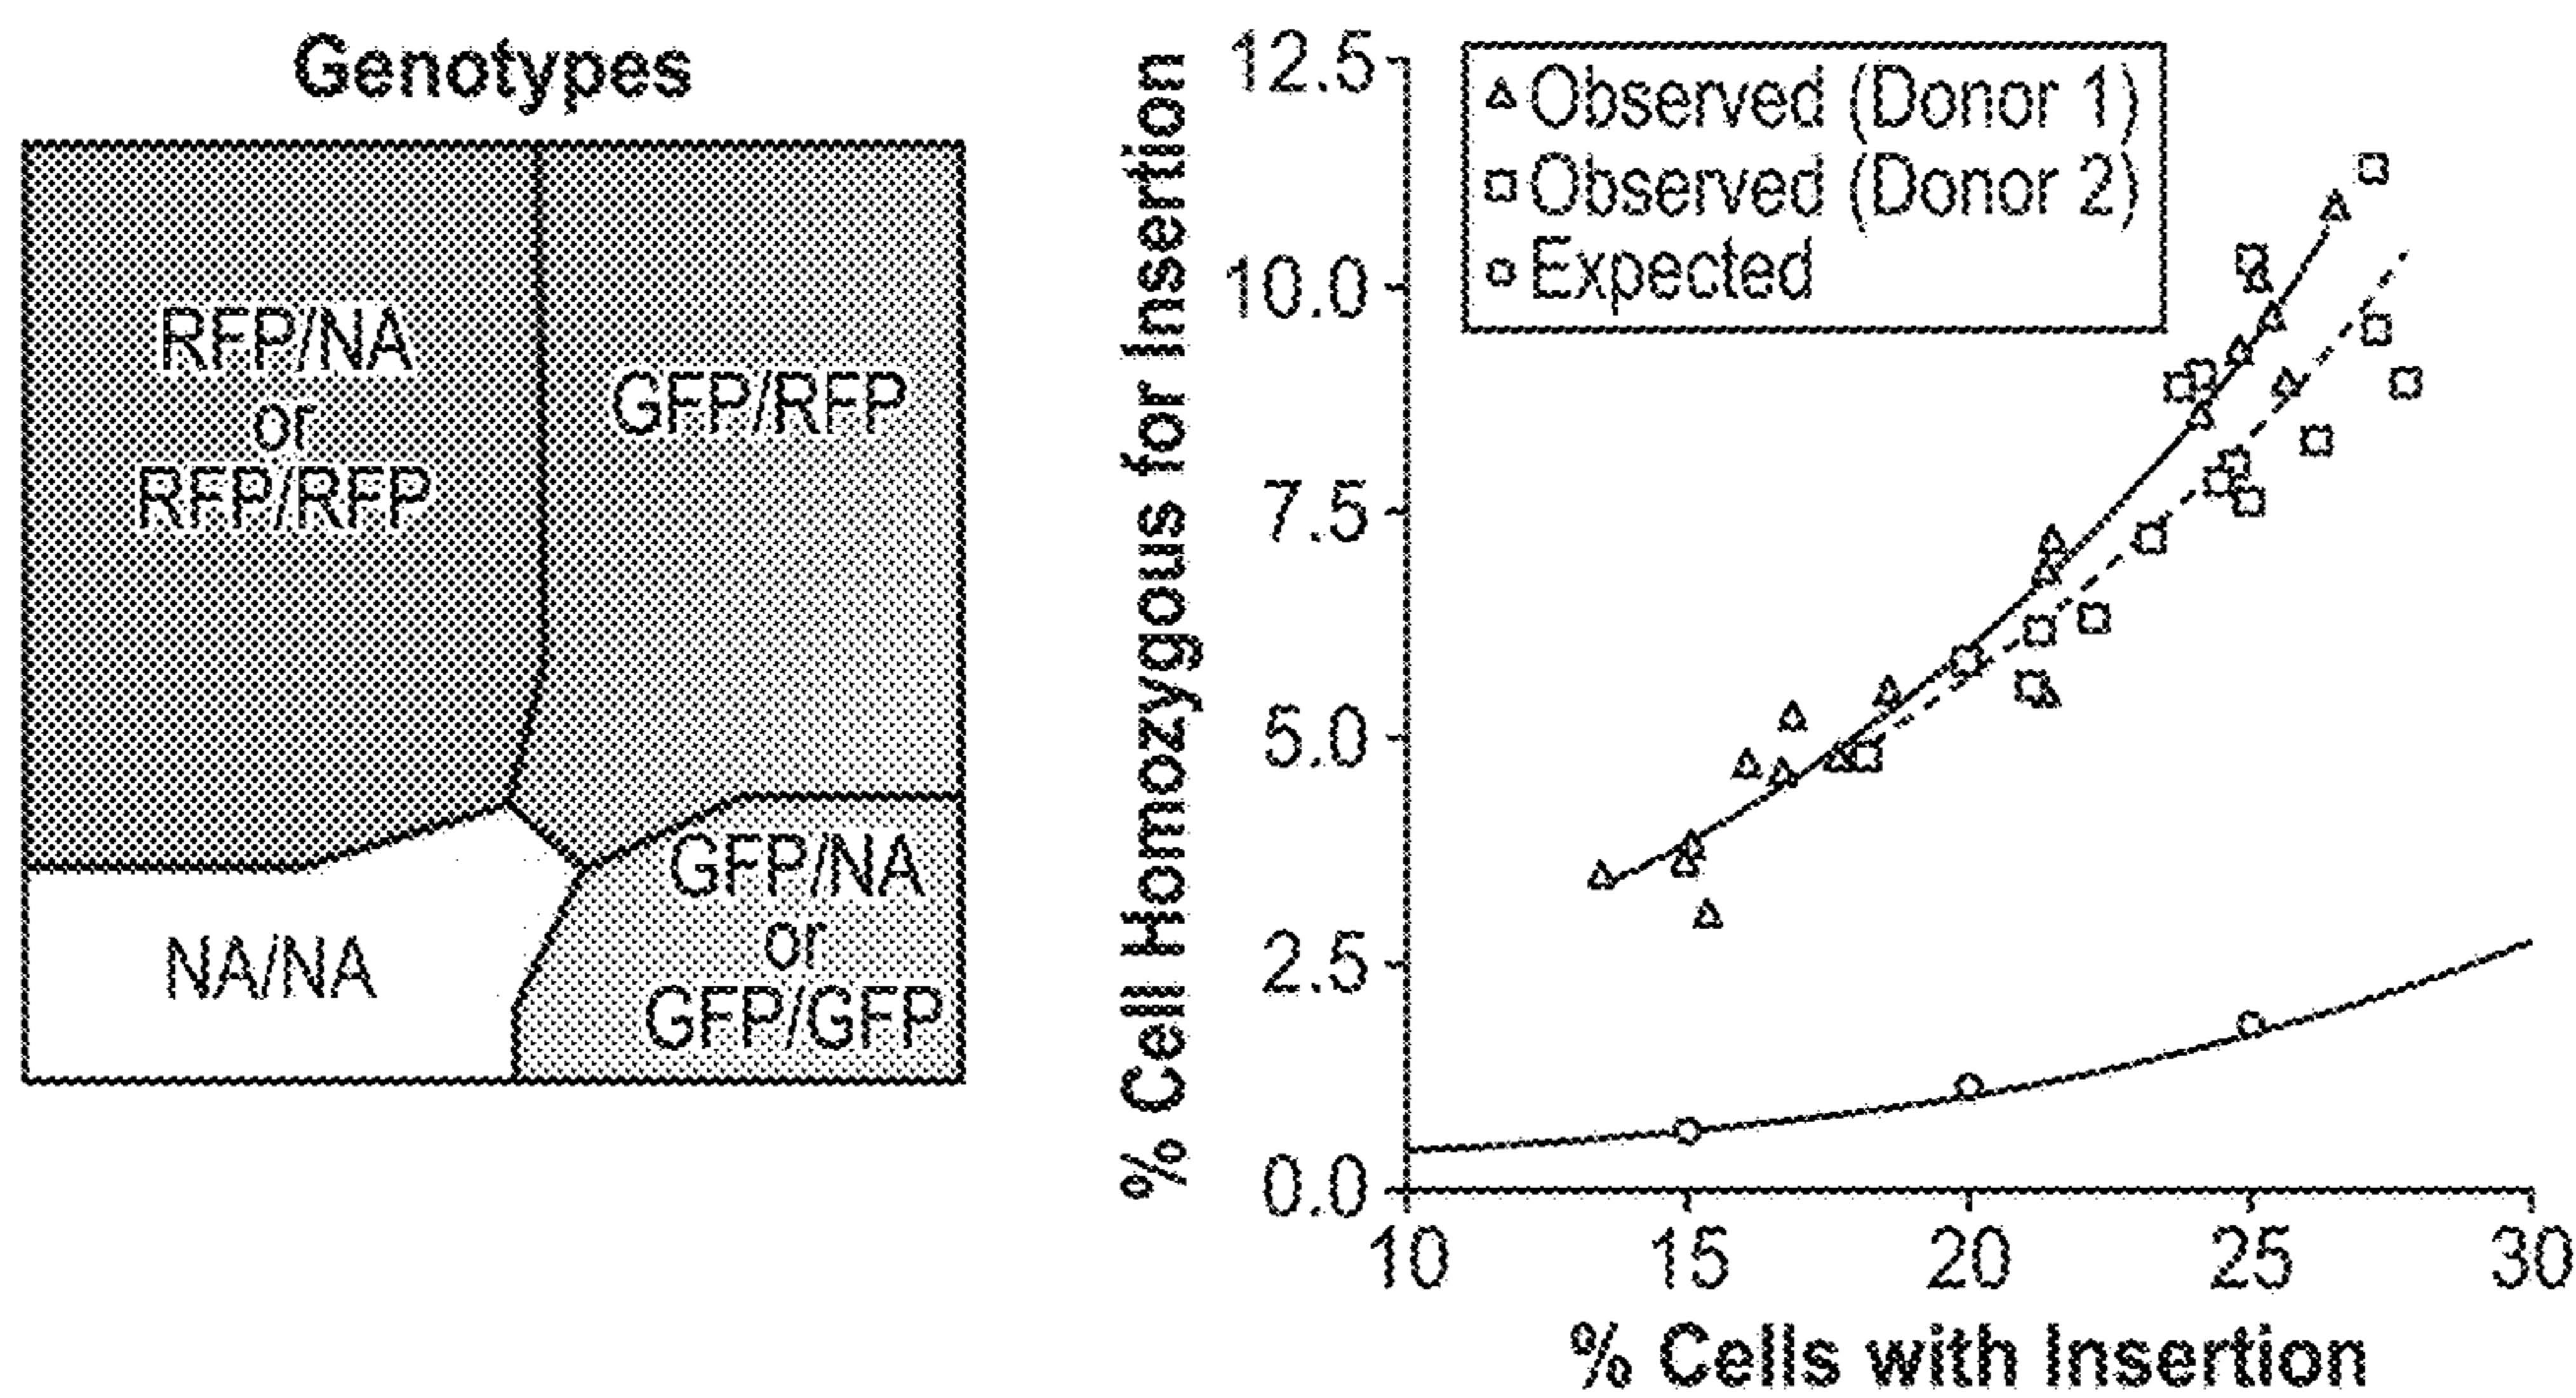 Genotypes
RFP/NA
or
RFP/RFP
GFP/RFP
NA/NA
GFP/NA
or
GFP/GFP
% Cell Homozygous for Insertion
12.5
10.0
7.5
5.0
2.5
0.0
Observed (Donor 1)
Observed (Donor 2)
Expected
10 15 20 25 30
% Cells with Insertion